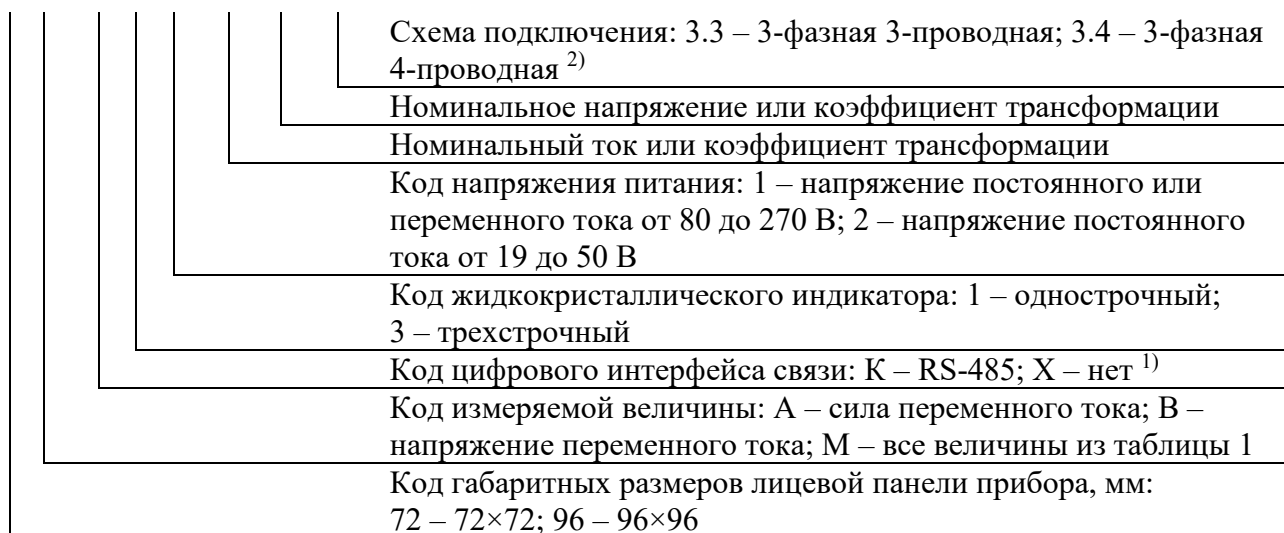 Схема подключения: 3.3 – 3-фазная 3-проводная; 3.4 – 3-фазная
4-проводная 2)
Номинальное напряжение или коэффициент трансформации
Номинальный ток или коэффициент трансформации
Код напряжения питания: 1 – напряжение постоянного или
переменного тока от 80 до 270 В; 2 – напряжение постоянного
тока от 19 до 50 В
Код жидкокристаллического индикатора: 1 – однострочный;
3 – трехстрочный
Код цифрового интерфейса связи: К – RS-485; Х – нет 1)
Код измеряемой величины: А – сила переменного тока; В –
напряжение переменного тока; М – все величины из таблицы 1
Код габаритных размеров лицевой панели прибора, мм:
72 – 72×72; 96 – 96×96